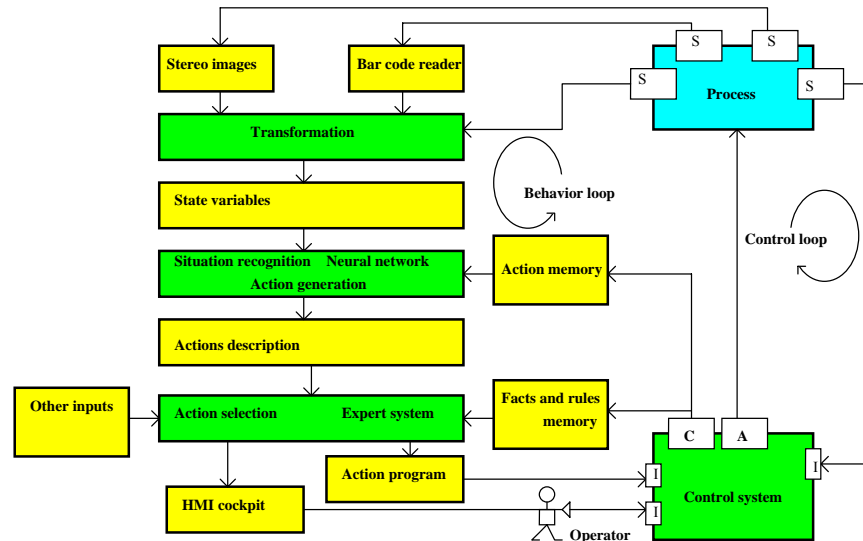 S
S
Stereo images
Bar code reader
S
S
Process
Transformation
State variables
Behavior loop
Control loop
Situation recognition Neural network
Action generation
Action memory
Actions description
Other inputs
Action selection Expert system
Facts and rules
memory
C
A
Action program
I
I
Control system
HMI cockpit
I
Operator